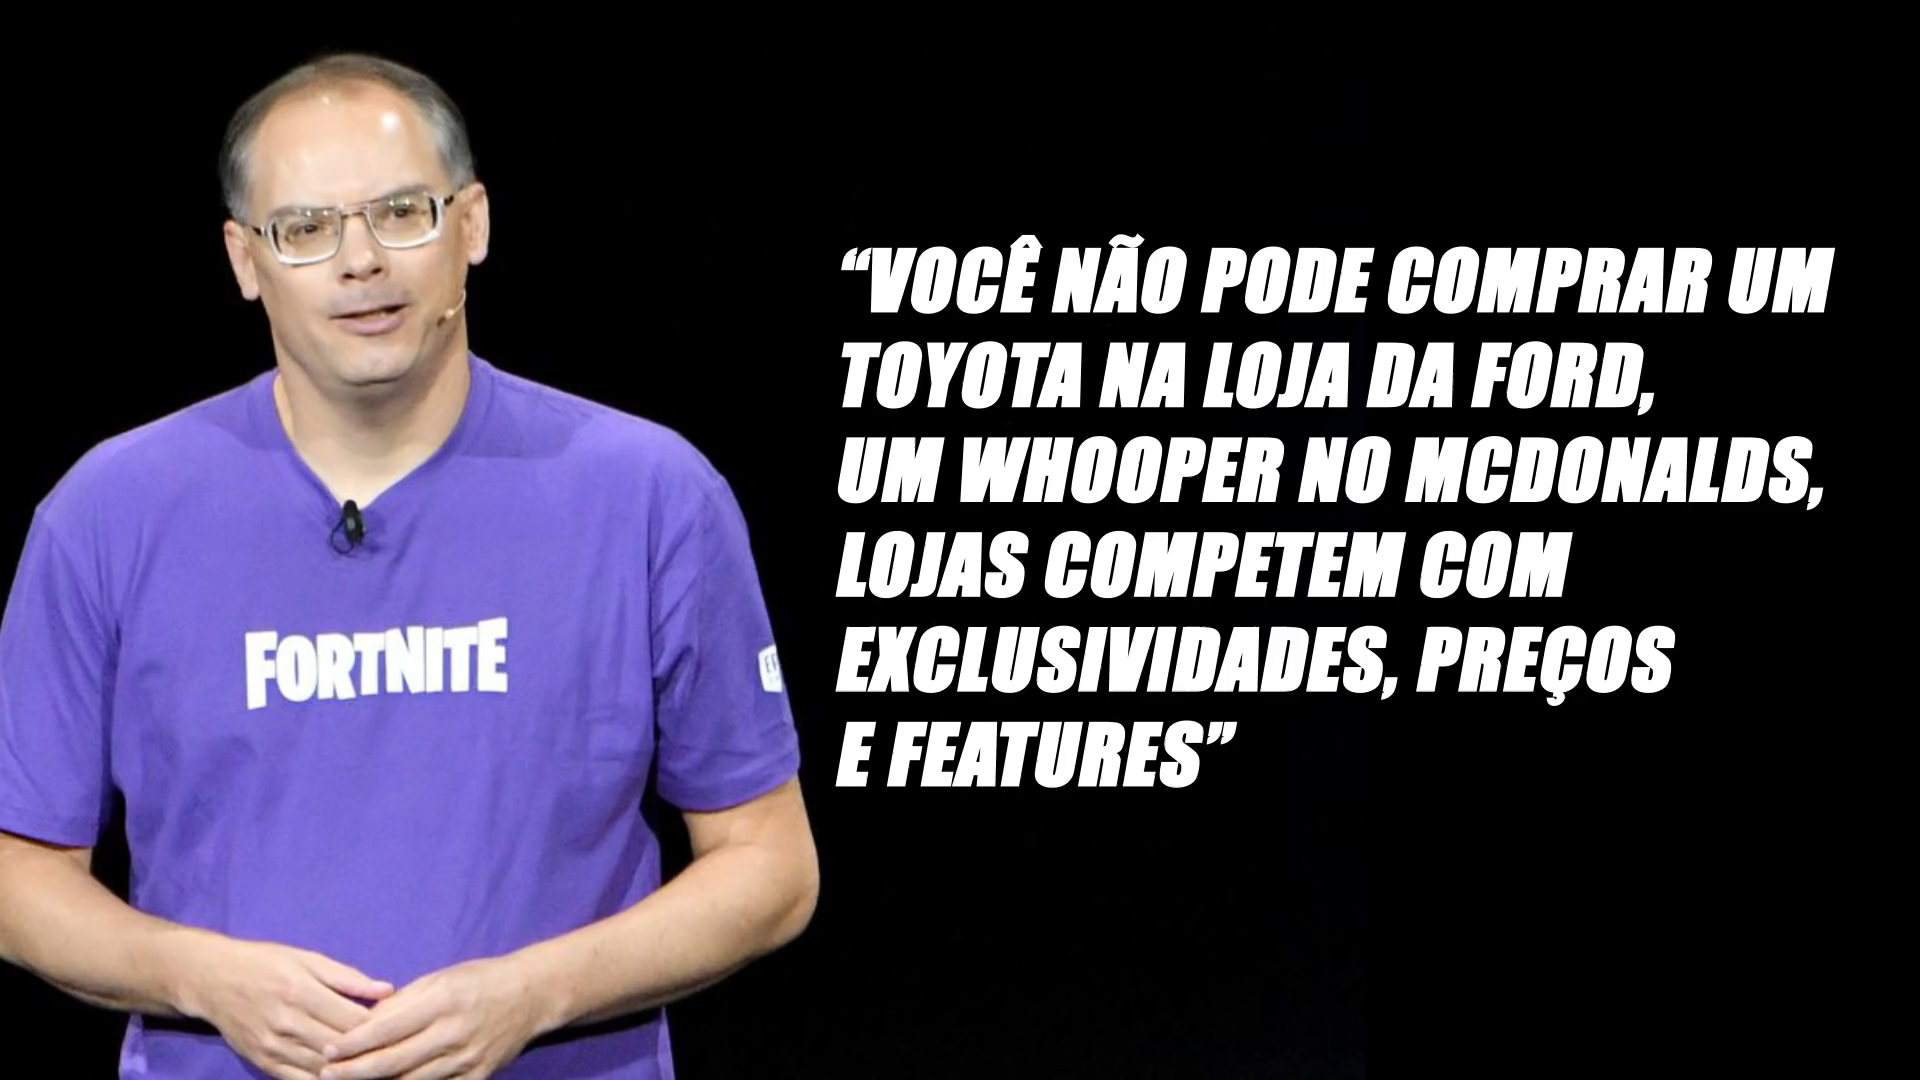 “VOCÊ NÃO PODE COMPRAR UM
TOYOTA NA LOJA DA FORD,
UM WHOOPER NO MCDONALDS,
LOJAS COMPETEM COM
EXCLUSIVIDADES, PREÇOS
E FEATURES”
FORTNITE